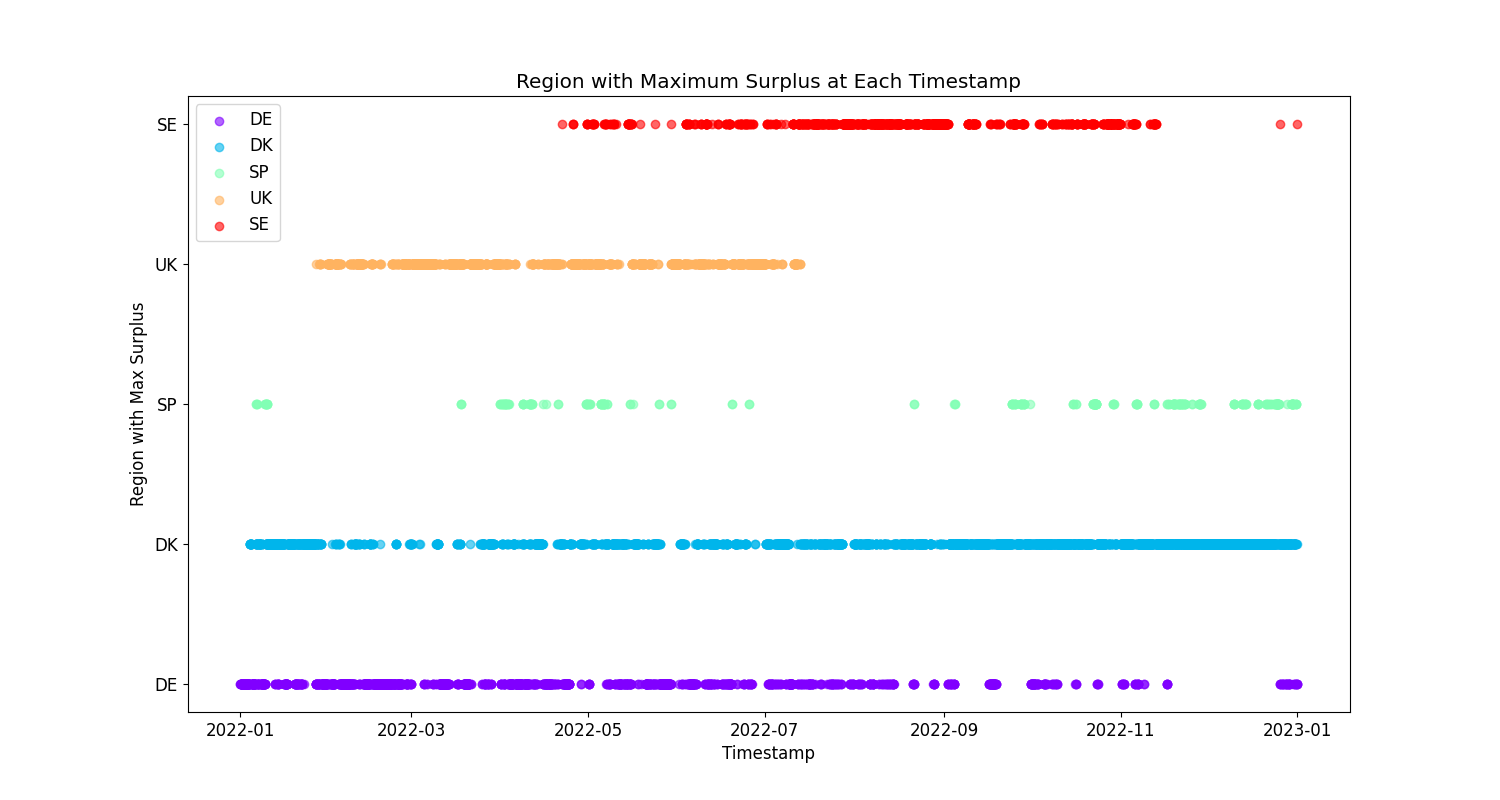 Region with Maximum Surplus at Each Timestamp
DE
DK
SP
UK
SE
Region with Max Surplus
SE
UK
SP
DK
DE
2022-01 2022-03 2022-05 2022-07 2022-09 2022-11 2023-01
Timestamp